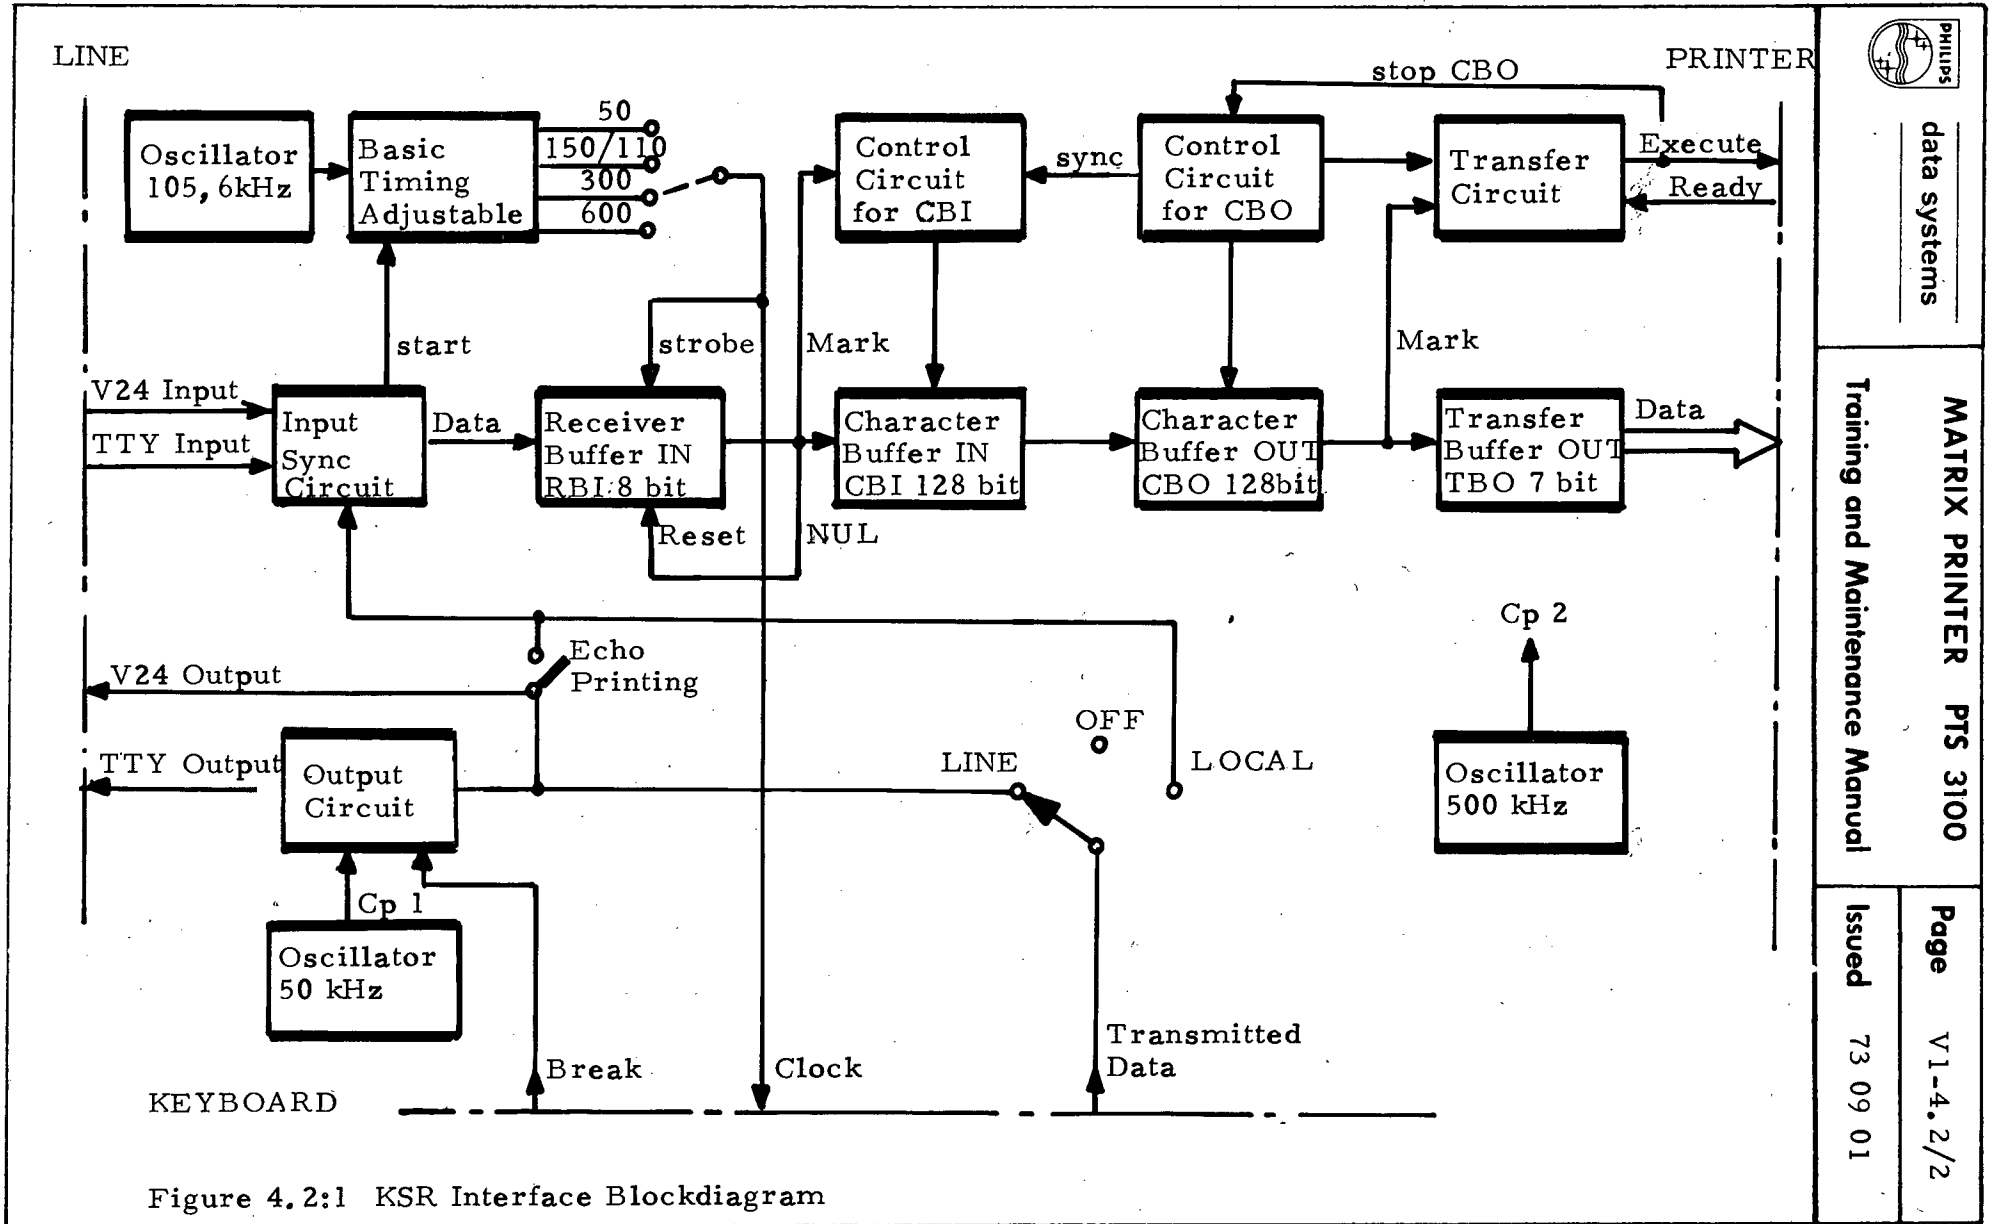 LINE
PRINTER
stop CBO
Oscillator
105,6kHz
Basic
Timing
Adjustable
50
150/110
300
600
Control
Circuit
for CBI
sync
Control
Circuit
for CBO
Transfer
Circuit
Execute
Ready
start
strobe
Mark
Mark
V24 Input
TTY Input
Input
Sync
Circuit
Data
Receiver
Buffer IN
RBI 8 bit
Character
Buffer IN
CBI 128 bit
Character
Buffer OUT
CBO 128bit
Transfer
Buffer OUT
TBO 7 bit
Data
Reset
NUL
Echo
Printing
V24 Output
TTY Output
Output
Circuit
LINE
OFF
LOCAL
Cp 2
Oscillator
500 kHz
Cp 1
Oscillator
50 kHz
Break
Clock
Transmitted
Data
KEYBOARD
Figure 4.2:1 KSR Interface Blockdiagram
PHILIPS
data systems
MATRIX PRINTER PTS 3100
Training and Maintenance Manual
Page V1-4.2/2
Issued 73 09 01